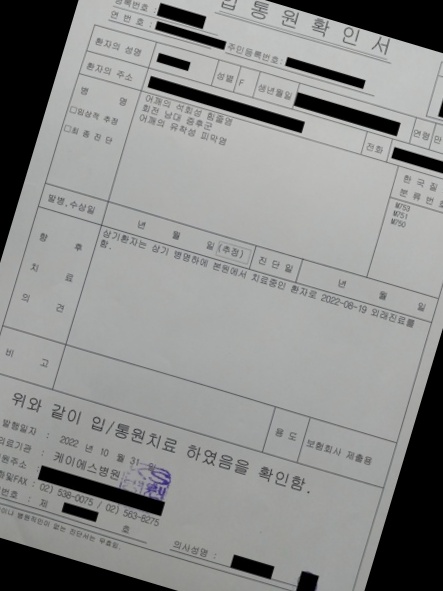 등록번호 :
연 번 호 :
입 통 원 확 인 서
주민등록번호 :
환자의 성명
성별 F
생년월일
연령 만
환자의 주소
전화
병 명
□임상적 추정
□최 종 진 단
어깨의 석회성 힘줄염
회전 낭대 증후군
어깨의 유착성 피막염
한 국 질
분 류 번 호
M753
M751
M750
발병,수상일
년 월 일 (추정)
진 단 일
년 월 일
향 후 치 료 의 견
상기환자는 상기 병명하에 본원에서 치료중인 환자로 2022-08-19 외래진료를
함.
비 고
용 도
보험회사 제출용
위와 같이 입/통원치료 하였음을 확인함.
발행일자 : 2022 년 10 월 31 일
의료기관 : 케이에스병원
원주소 :
및FAX : 02) 538-0075 / 02) 563-8275
번호 : 제 호
의사성명 :
병원직인이 없는 진단서는 무효임.